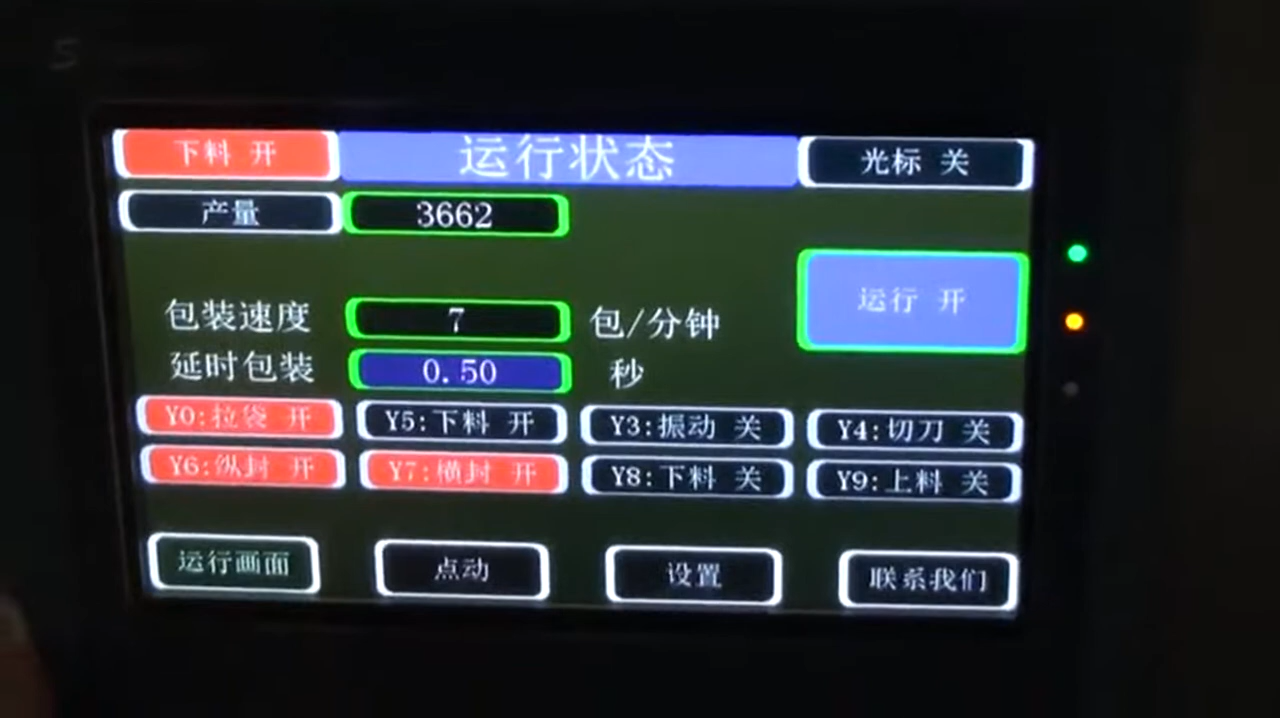 下料 开 运行状态 光标 关
产量 3662
运行 开
包装速度 7 包/分钟
延时包装 0.50 秒
Y0:拉袋 开 Y5:下料 开 Y3:振动 关 Y4:切刀 关
Y6:纵封 开 Y7:横封 开 Y8:下料 关 Y9:上料 关
运行画面 点动 设置 联系我们